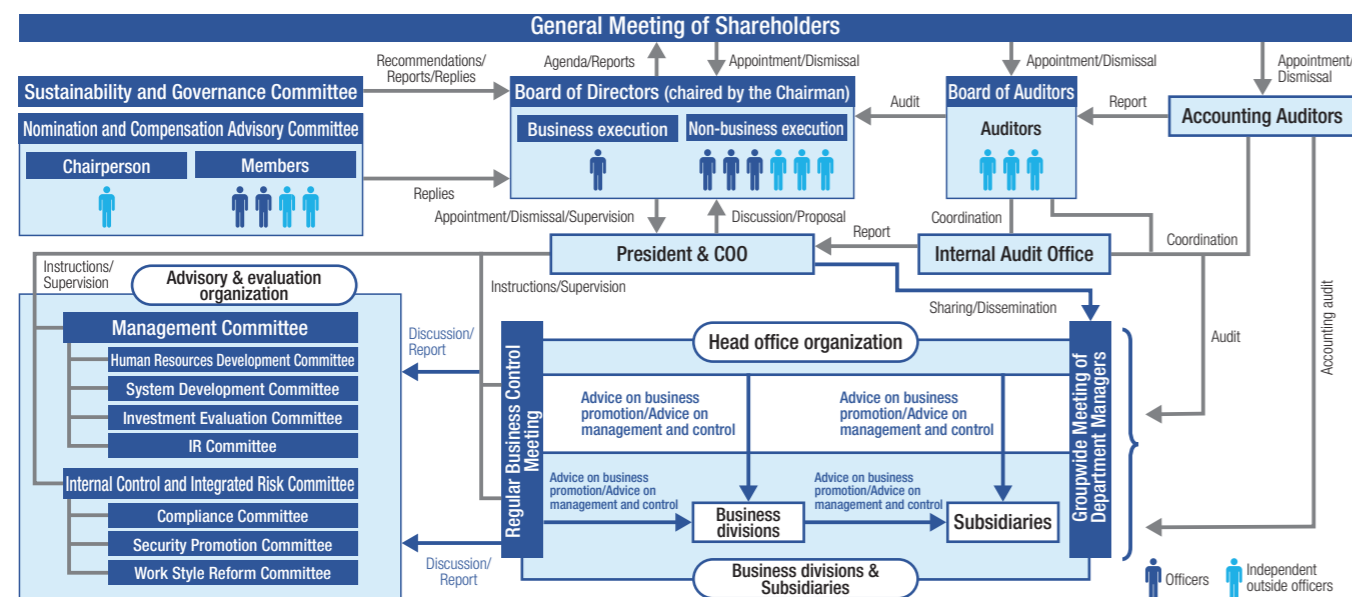 General Meeting of Shareholders
Recommendations/
Reports/Replies
Agenda/Reports
Appointment/Dismissal
Appointment/Dismissal
Appointment/
Dismissal
Sustainability and Governance Committee
Board of Directors (chaired by the Chairman)
Board of Auditors
Audit
Report
Accounting Auditors
Nomination and Compensation Advisory Committee
Business execution
Non-business execution
Auditors
Chairperson
Members
Replies
Appointment/Dismissal/Supervision
Discussion/Proposal
Coordination
Coordination
President & COO
Report
Internal Audit Office
Instructions/
Supervision
Advisory & evaluation
organization
Instructions/Supervision
Sharing/Dissemination
Management Committee
Human Resources Development Committee
System Development Committee
Investment Evaluation Committee
IR Committee
Discussion/
Report
Internal Control and Integrated Risk Committee
Compliance Committee
Security Promotion Committee
Work Style Reform Committee
Discussion/
Report
Regular Business Control
Meeting
Head office organization
Advice on business
promotion/Advice on
management and control
Advice on business
promotion/Advice on
management and control
Advice on business
promotion/Advice on
management and control
Business
divisions
Advice on business
promotion/Advice on
management and control
Subsidiaries
Business divisions &
Subsidiaries
Groupwide Meeting of
Department Managers
Audit
Accounting audit
Officers
Independent
outside officers